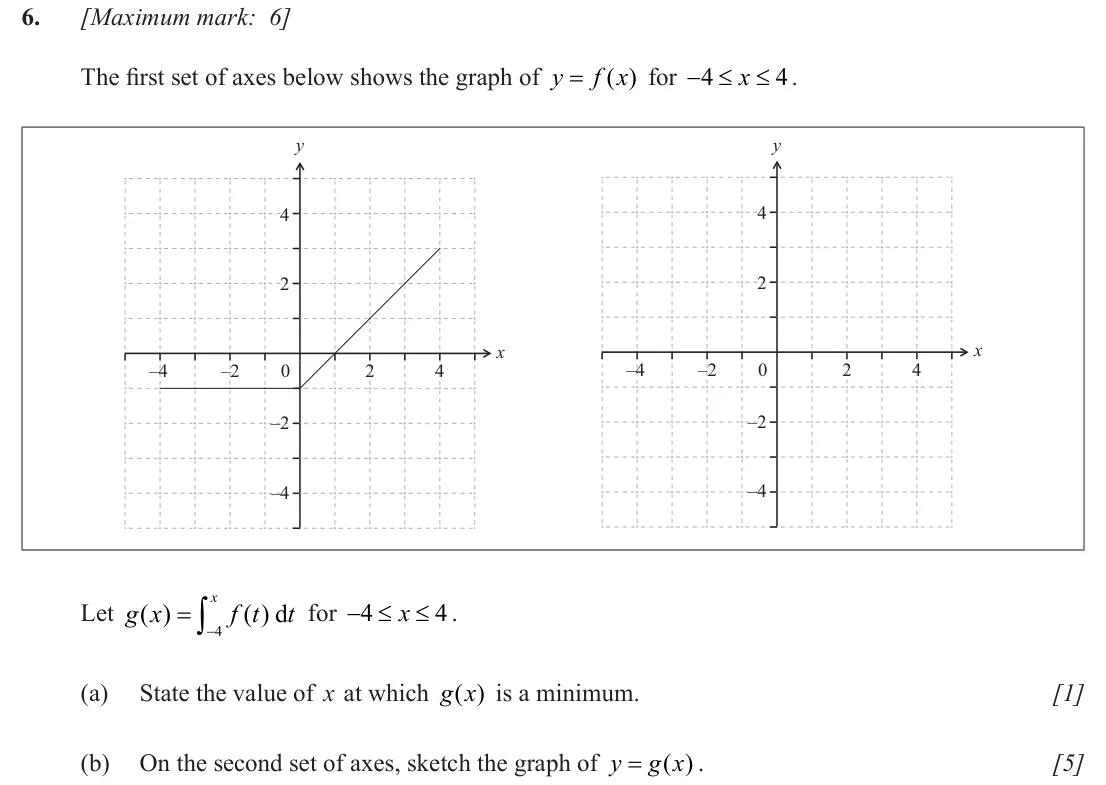 6. [Maximum mark: 6]
The first set of axes below shows the graph of y = f(x) for −4 ≤ x ≤ 4.
y
4
2
−4 −2 0 2 4 x
−2
−4
y
4
2
−4 −2 0 2 4 x
−2
−4
Let g(x) = ∫₋₄ˣ f(t) dt for −4 ≤ x ≤ 4.
(a) State the value of x at which g(x) is a minimum. [1]
(b) On the second set of axes, sketch the graph of y = g(x). [5]